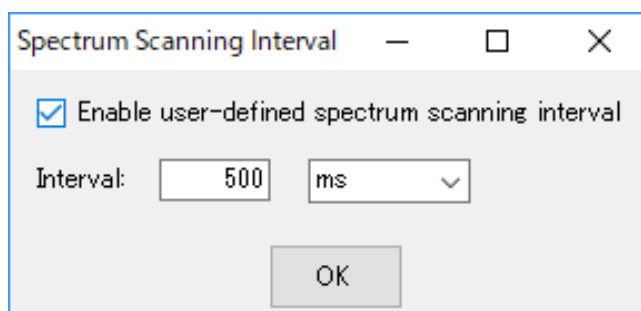 Spectrum Scanning Interval
Enable user-defined spectrum scanning interval
Interval: 500 ms
OK